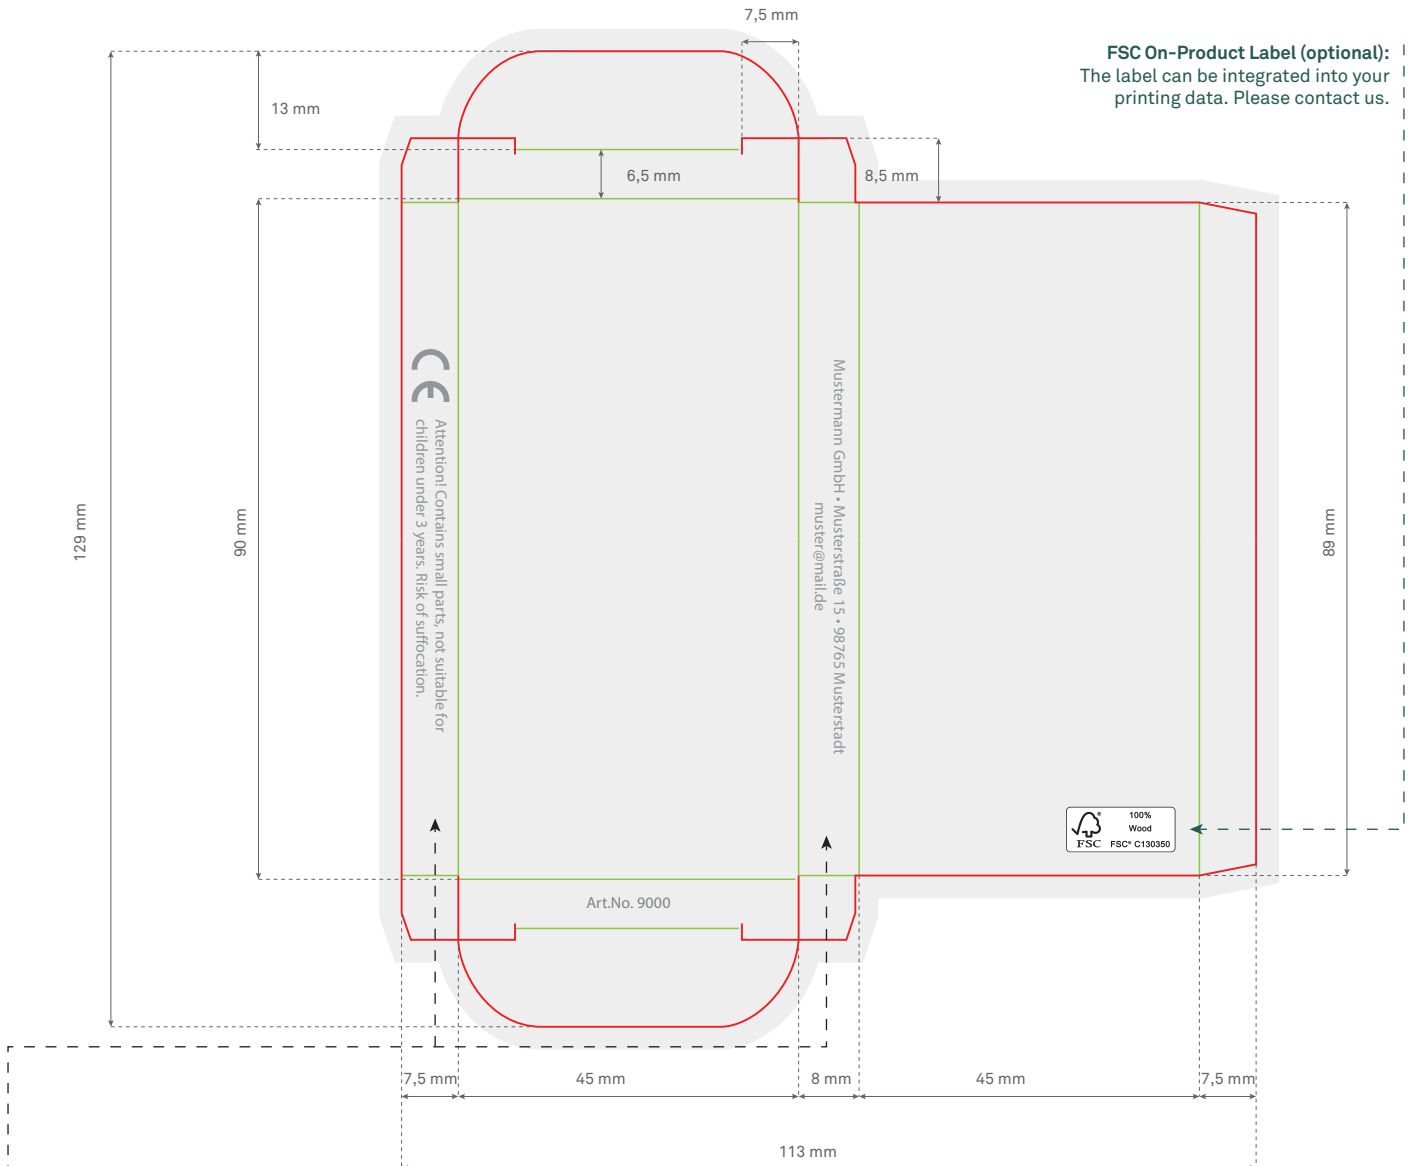 7,5 mm
FSC On-Product Label (optional):
The label can be integrated into your
printing data. Please contact us.
13 mm
6,5 mm
8,5 mm
129 mm
90 mm
CE
Attention! Contains small parts, not suitable for
children under 3 years. Risk of suffocation.
Mustermann GmbH • Musterstraße 15 • 98765 Musterstadt
muster@mail.de
89 mm
100%
Wood
FSC
FSC® C130350
Art.No. 9000
7,5 mm
45 mm
8 mm
45 mm
7,5 mm
113 mm